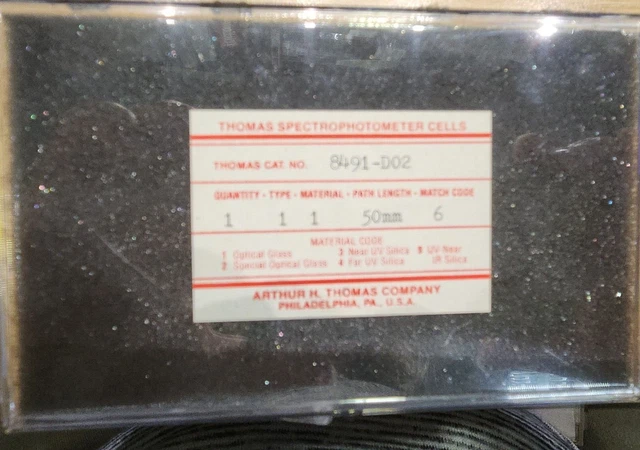 THOMAS SPECTROPHOTOMETER CELLS
THOMAS CAT. NO. 8491-D02
QUANTITY - TYPE - MATERIAL - PATH LENGTH - MATCH CODE
1 1 1 50mm 6
MATERIAL CODE
1 Optical Glass 3 Near UV Silica 5 UV-Near
2 Special Optical Glass 4 Far UV Silica IR Silica
ARTHUR H. THOMAS COMPANY
PHILADELPHIA, PA., U.S.A.